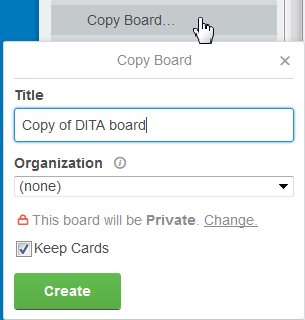 Copy Board…
Copy Board
Title
Copy of DITA board
Organization
(none)
This board will be Private. Change.
Keep Cards
Create